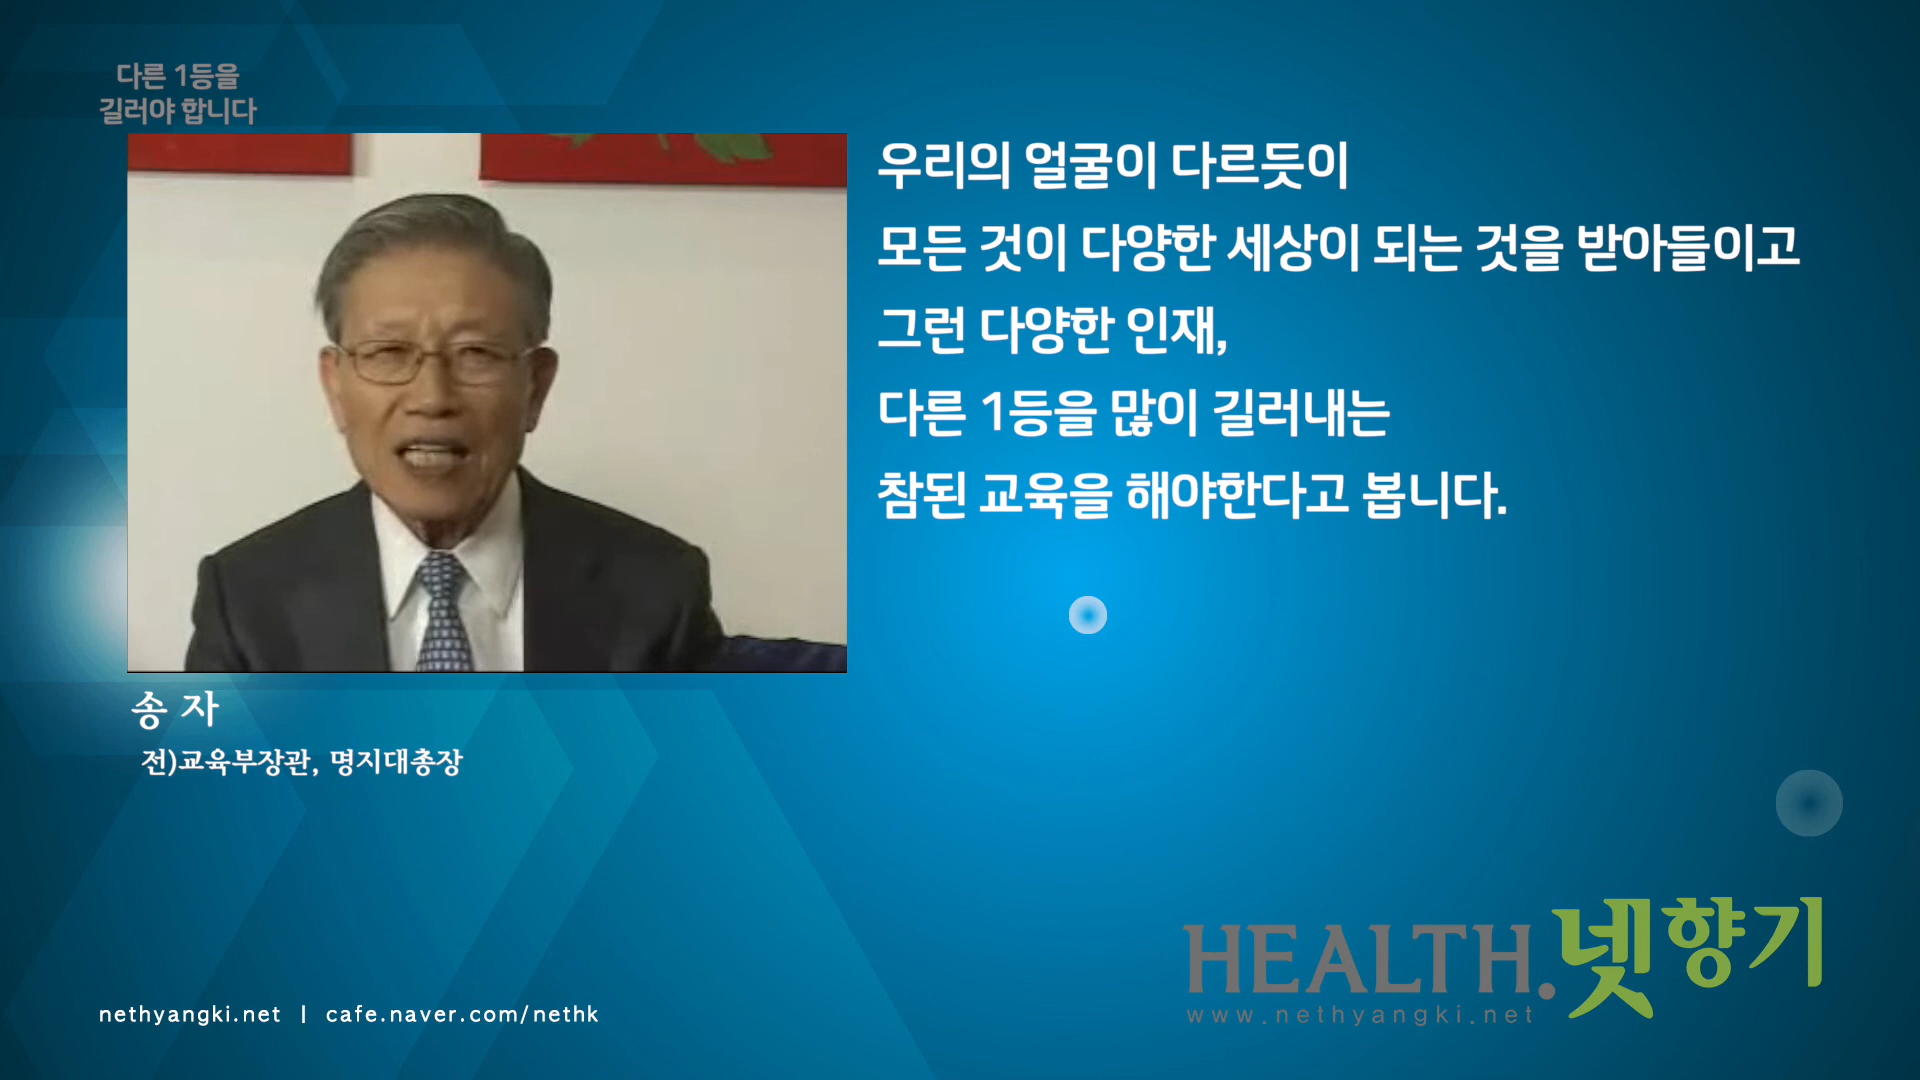 다른 1등을
길러야 합니다
우리의 얼굴이 다르듯이
모든 것이 다양한 세상이 되는 것을 받아들이고
그런 다양한 인재,
다른 1등을 많이 길러내는
참된 교육을 해야한다고 봅니다.
송 자
전)교육부장관, 명지대총장
HEALTH.넷향기
www.nethyangki.net
nethyangki.net | cafe.naver.com/nethk